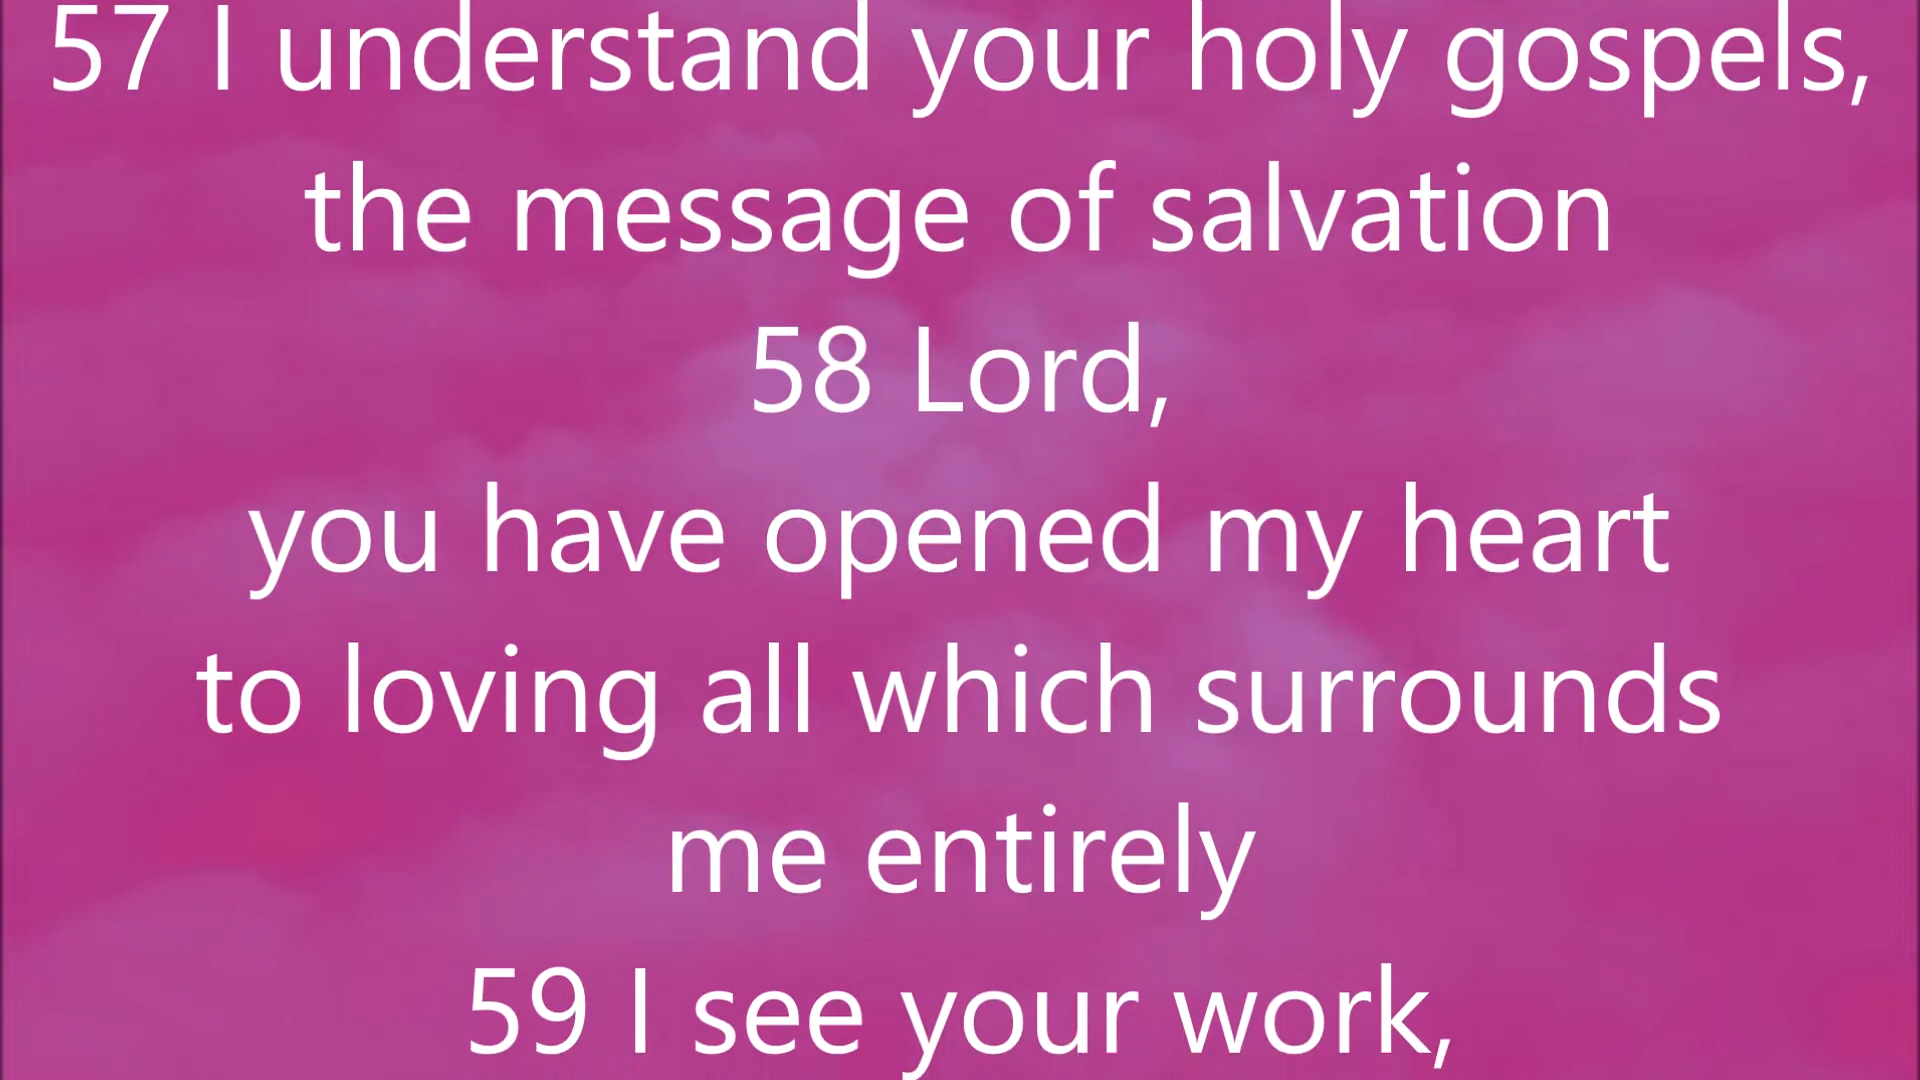 57 I understand your holy gospels,
the message of salvation
58 Lord,
you have opened my heart
to loving all which surrounds
me entirely
59 I see your work,